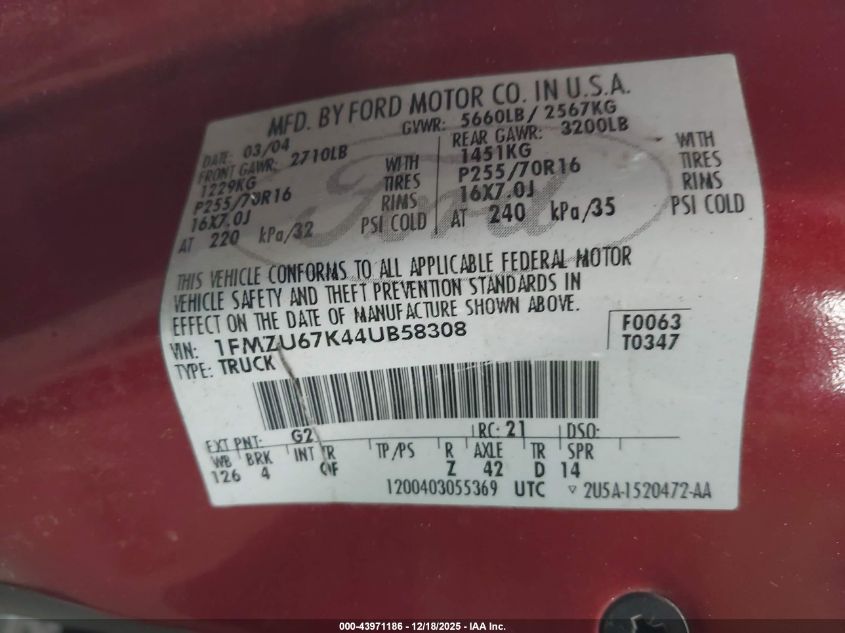 MFD. BY FORD MOTOR CO. IN U.S.A.
DATE: 03/04 GVWR: 5660LB / 2567KG
FRONT GAWR: 2710LB REAR GAWR: 3200LB
1229KG WITH 1451KG WITH
P255/70R16 TIRES P255/70R16 TIRES
16X7.0J RIMS 16X7.0J RIMS
AT 220 kPa/32 PSI COLD AT 240 kPa/35 PSI COLD
Ford
THIS VEHICLE CONFORMS TO ALL APPLICABLE FEDERAL MOTOR
VEHICLE SAFETY AND THEFT PREVENTION STANDARDS IN
EFFECT ON THE DATE OF MANUFACTURE SHOWN ABOVE.
VIN: 1FMZU67K44UB58308 F0063
TYPE: TRUCK T0347
EXT PNT: G2 RC: 21 DSO:
WB BRK INT TR TP/PS R AXLE TR SPR
126 4 Z 42 D 14
1200403055369 UTC ▽ 2U5A-1520472-AA
000-43971186 - 12/18/2025 - IAA Inc.